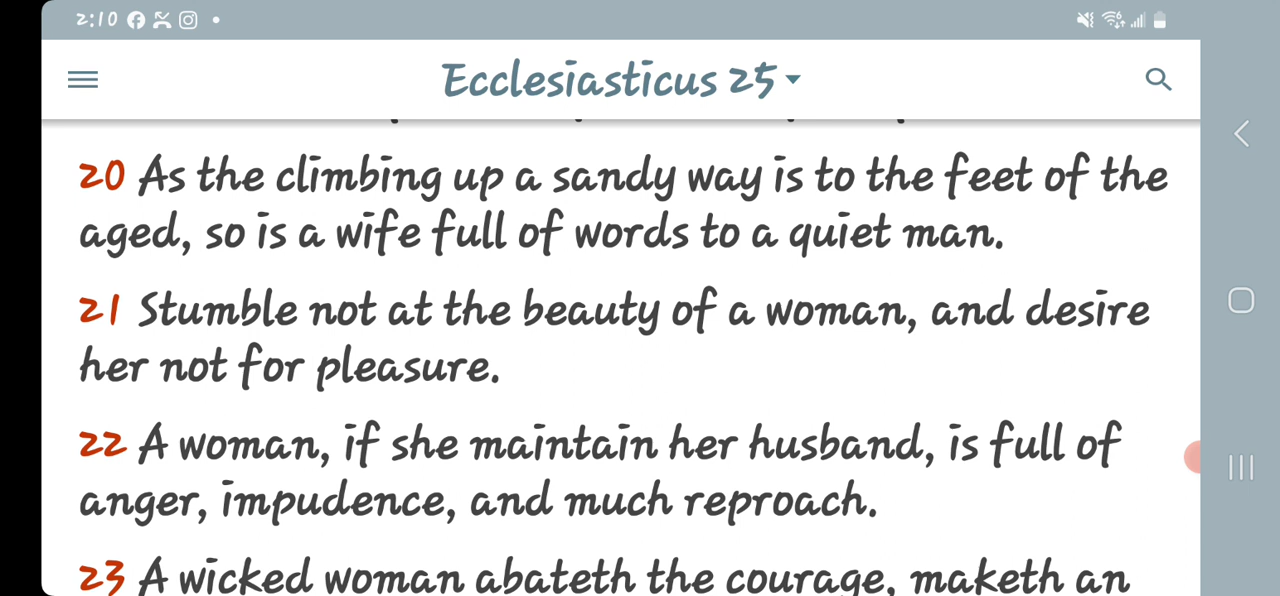 2:10
Ecclesiasticus 25
20 As the climbing up a sandy way is to the feet of the
aged, so is a wife full of words to a quiet man.
21 Stumble not at the beauty of a woman, and desire
her not for pleasure.
22 A woman, if she maintain her husband, is full of
anger, impudence, and much reproach.
23 A wicked woman abateth the courage, maketh an